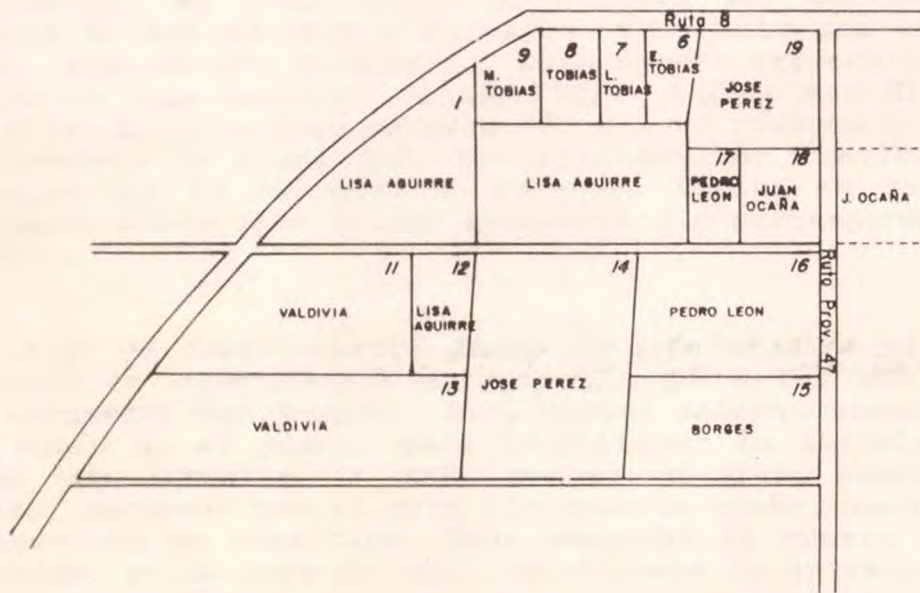 Ruta 8
9
8
7
6
19
M. TOBIAS
TOBIAS
L. TOBIAS
E. TOBIAS
JOSE PEREZ
1
17
18
LISA AGUIRRE
LISA AGUIRRE
PEDRO LEON
JUAN OCAÑA
J. OCAÑA
11
12
14
16
VALDIVIA
LISA AGUIRRE
PEDRO LEON
Ruta Prov. 47
13
JOSE PEREZ
15
VALDIVIA
BORGES